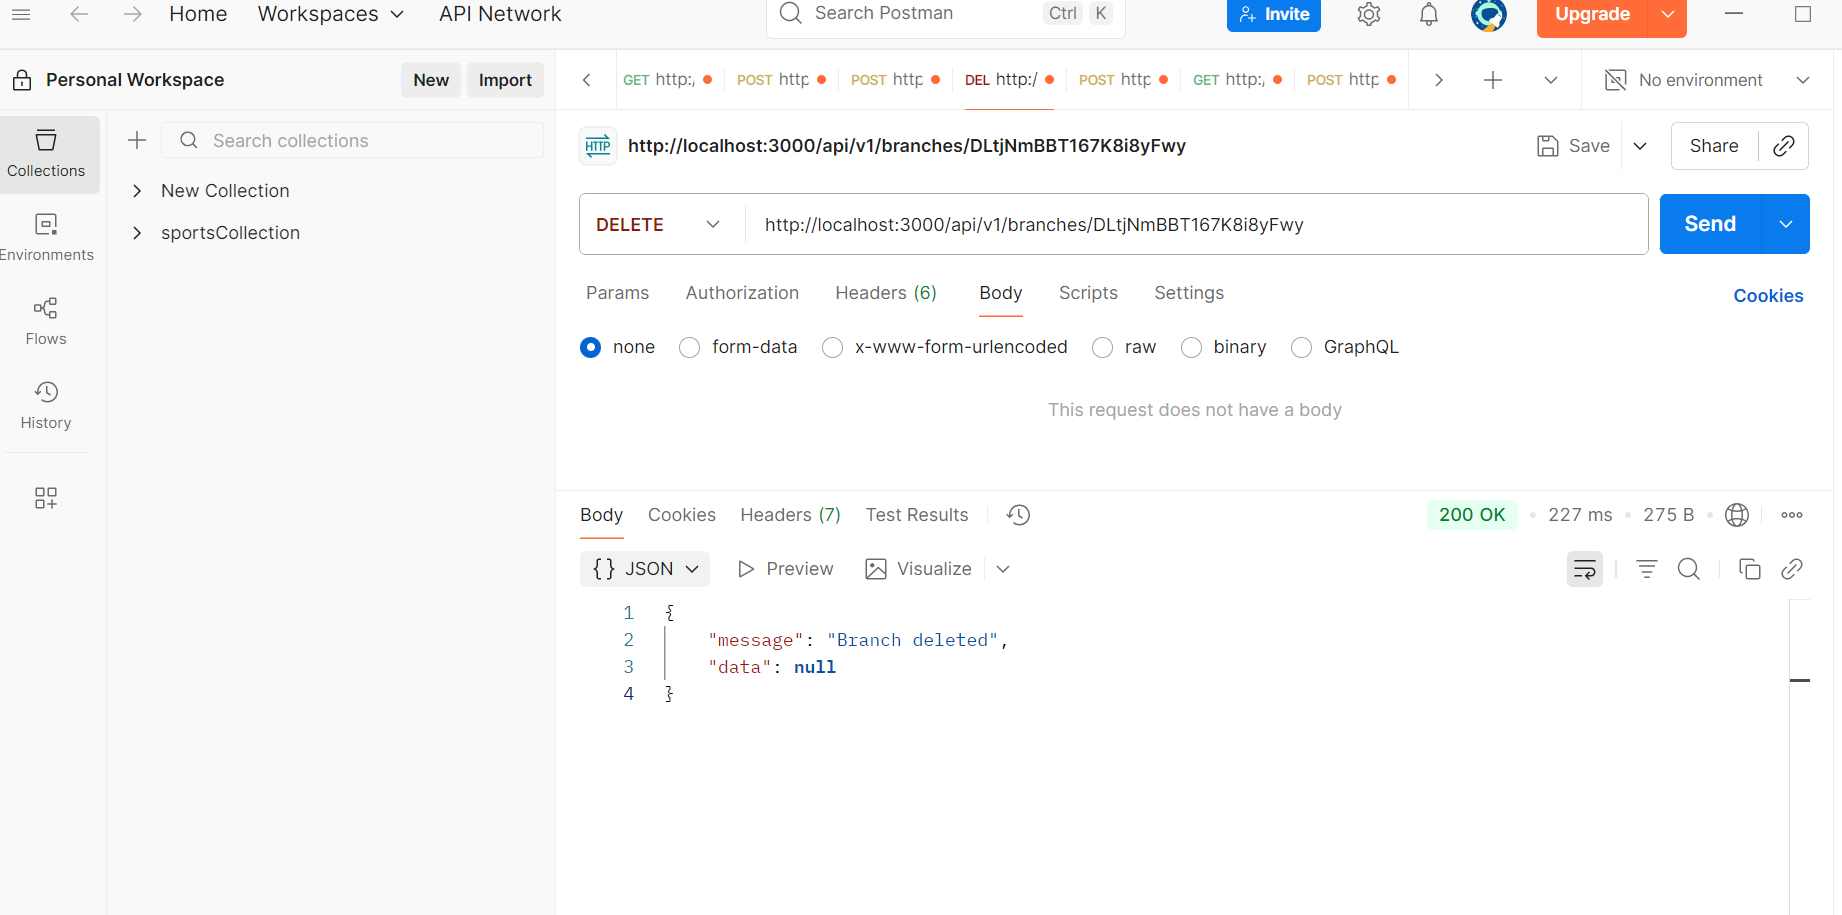 Home Workspaces API Network Search Postman Ctrl K Invite Upgrade
Personal Workspace New Import
GET http:/ POST http POST http DEL http:/ POST http GET http:/ POST http No environment
Collections
Environments
Flows
History
Search collections
New Collection
sportsCollection
HTTP http://localhost:3000/api/v1/branches/DLtjNmBBT167K8i8yFwy Save Share
DELETE http://localhost:3000/api/v1/branches/DLtjNmBBT167K8i8yFwy Send
Params Authorization Headers (6) Body Scripts Settings Cookies
none form-data x-www-form-urlencoded raw binary GraphQL
This request does not have a body
Body Cookies Headers (7) Test Results 200 OK • 227 ms • 275 B •
{} JSON Preview Visualize
1 {
2 "message": "Branch deleted",
3 "data": null
4 }